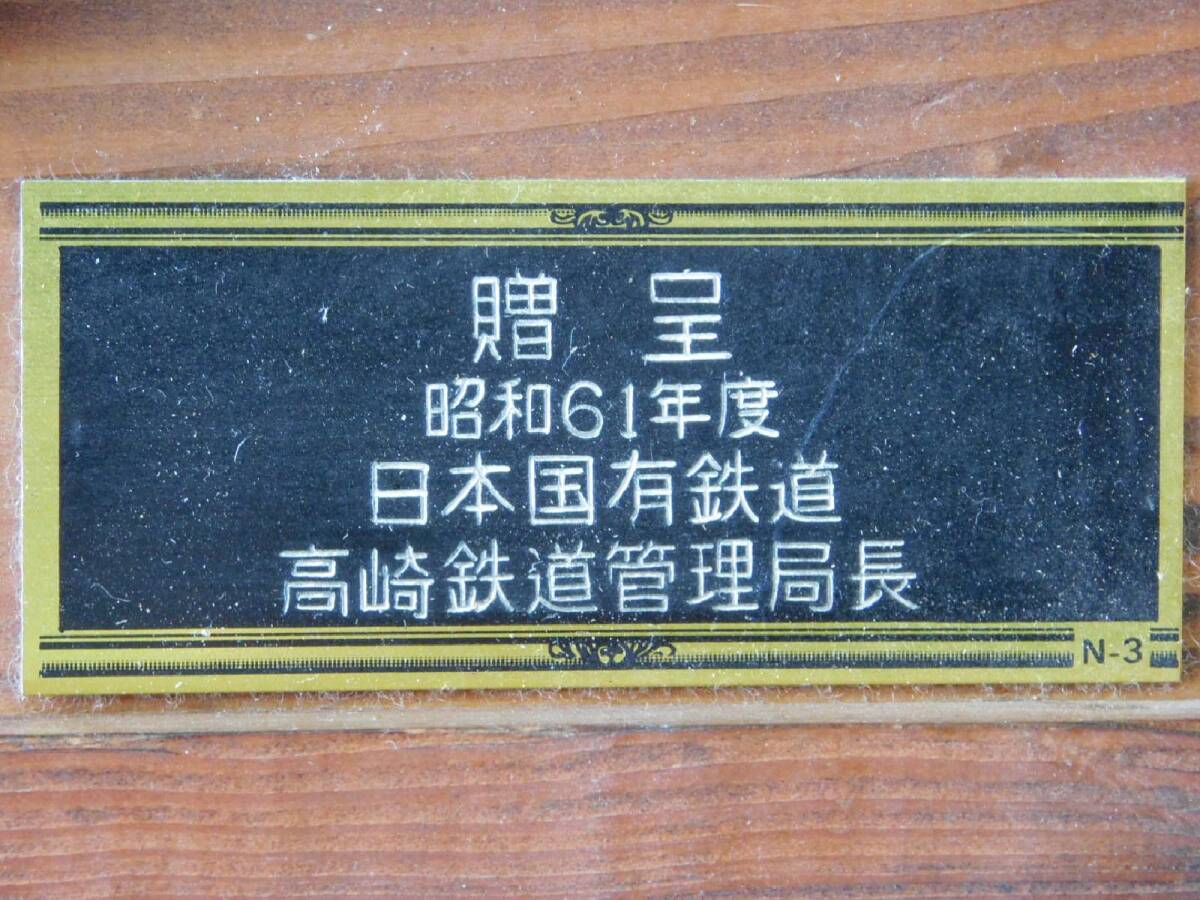 贈呈
昭和61年度
日本国有鉄道
高崎鉄道管理局長
N-3